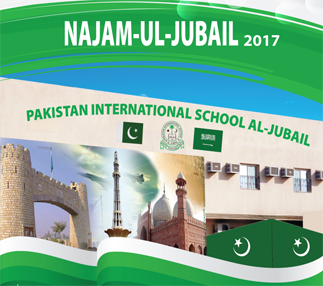 NAJAM-UL-JUBAIL 2017
PAKISTAN INTERNATIONAL SCHOOL AL-JUBAIL